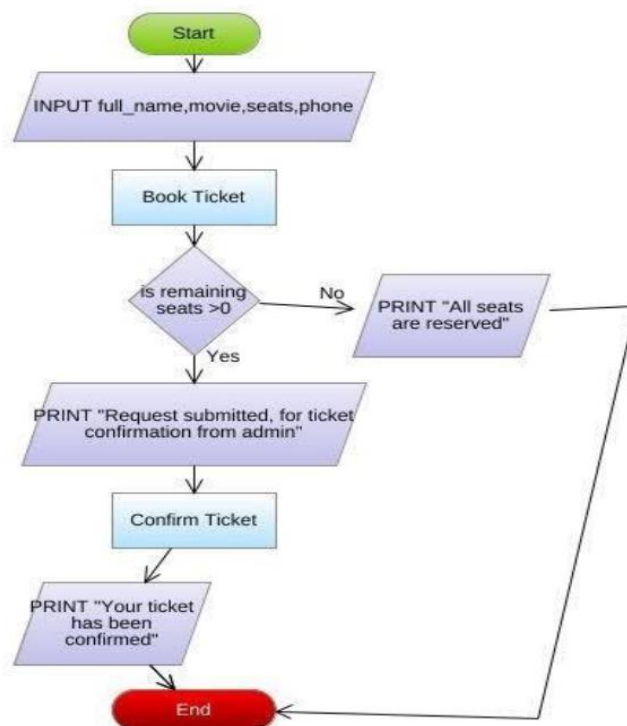 Start
INPUT full_name,movie,seats,phone
Book Ticket
is remaining
seats >0
No
PRINT "All seats
are reserved"
Yes
PRINT "Request submitted, for ticket
confirmation from admin"
Confirm Ticket
PRINT "Your ticket
has been
confirmed"
End